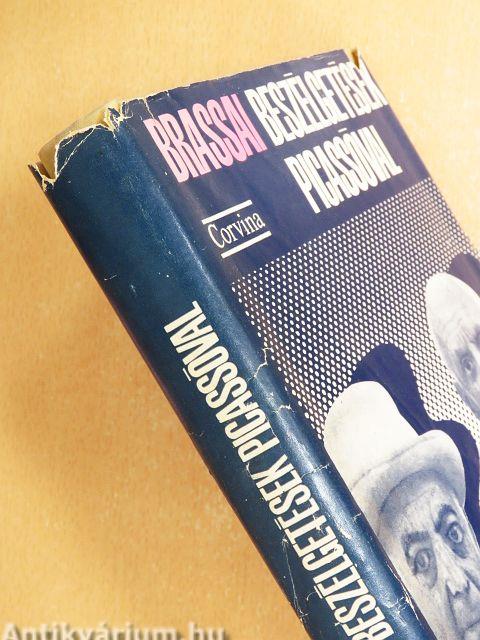 BRASSAI BESZÉLGETÉSEK
PICASSÓVAL
Corvina
BESZÉLGETÉSEK PICASSÓVAL
Antikvárium.hu